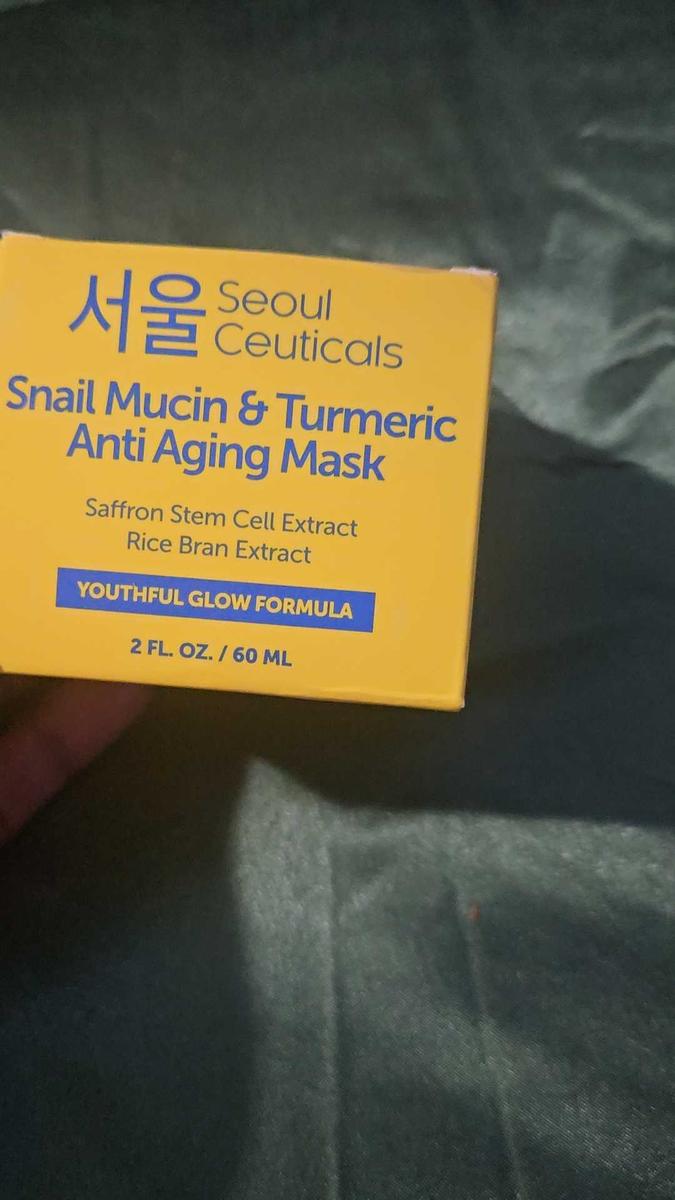 서울 Seoul
Ceuticals
Snail Mucin & Turmeric
Anti Aging Mask
Saffron Stem Cell Extract
Rice Bran Extract
YOUTHFUL GLOW FORMULA
2 FL. OZ. / 60 ML